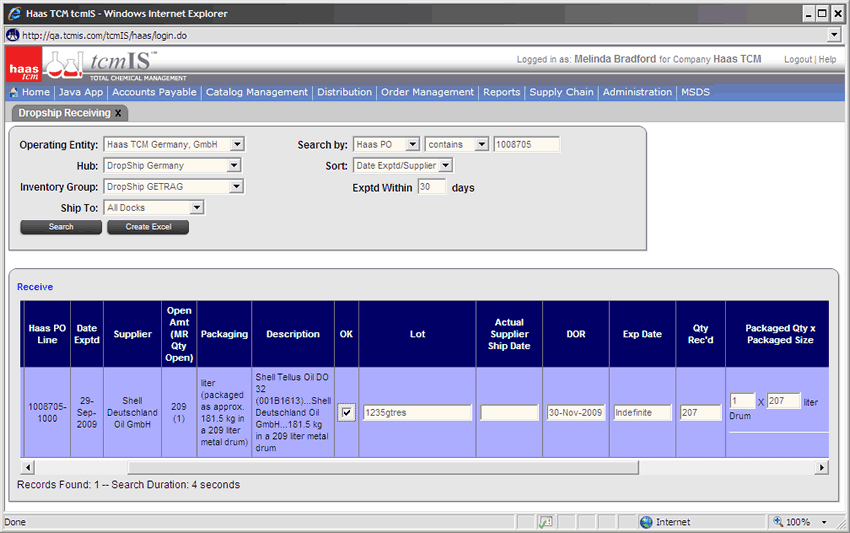 Haas TCM tcmIS - Windows Internet Explorer
http://qa.tcmis.com/tcmIS/haas/login.do
haas tcm
tcmIS™
TOTAL CHEMICAL MANAGEMENT
Logged in as: Melinda Bradford for Company Haas TCM Logout | Help
Home | Java App | Accounts Payable | Catalog Management | Distribution | Order Management | Reports | Supply Chain | Administration | MSDS
Dropship Receiving X
Operating Entity: Haas TCM Germany, GmbH Search by: Haas PO contains 1008705
Hub: DropShip Germany Sort: Date Exptd/Supplier
Inventory Group: DropShip GETRAG Exptd Within 30 days
Ship To: All Docks
Search Create Excel
Receive
Haas PO
Line
Date
Exptd
Supplier
Open
Amt
(MR
Qty
Open)
Packaging
Description
OK
Lot
Actual
Supplier
Ship Date
DOR
Exp Date
Qty
Rec'd
Packaged Qty x
Packaged Size
1008705-
1000
29-
Sep-
2009
Shell
Deutschland
Oil GmbH
209
(1)
liter
(packaged
as approx.
181.5 kg in
a 209 liter
metal drum)
Shell Tellus Oil DO
32
(001B1613)...Shell
Deutschland Oil
GmbH...181.5 kg
in a 209 liter metal
drum
1235gtres
30-Nov-2009
Indefinite
207
1 X 207 liter
Drum
Records Found: 1 -- Search Duration: 4 seconds
Done Internet 100%